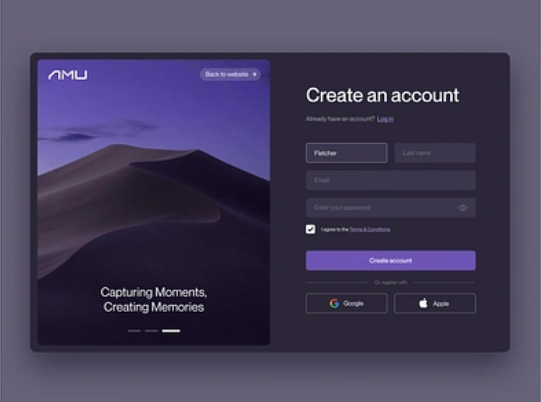 AMU
Back to website
Capturing Moments,
Creating Memories
Create an account
Already have an account? Log in
Fletcher
Last name
Email
Enter your password
I agree to the Terms & Conditions
Create account
Or register with
Google
Apple